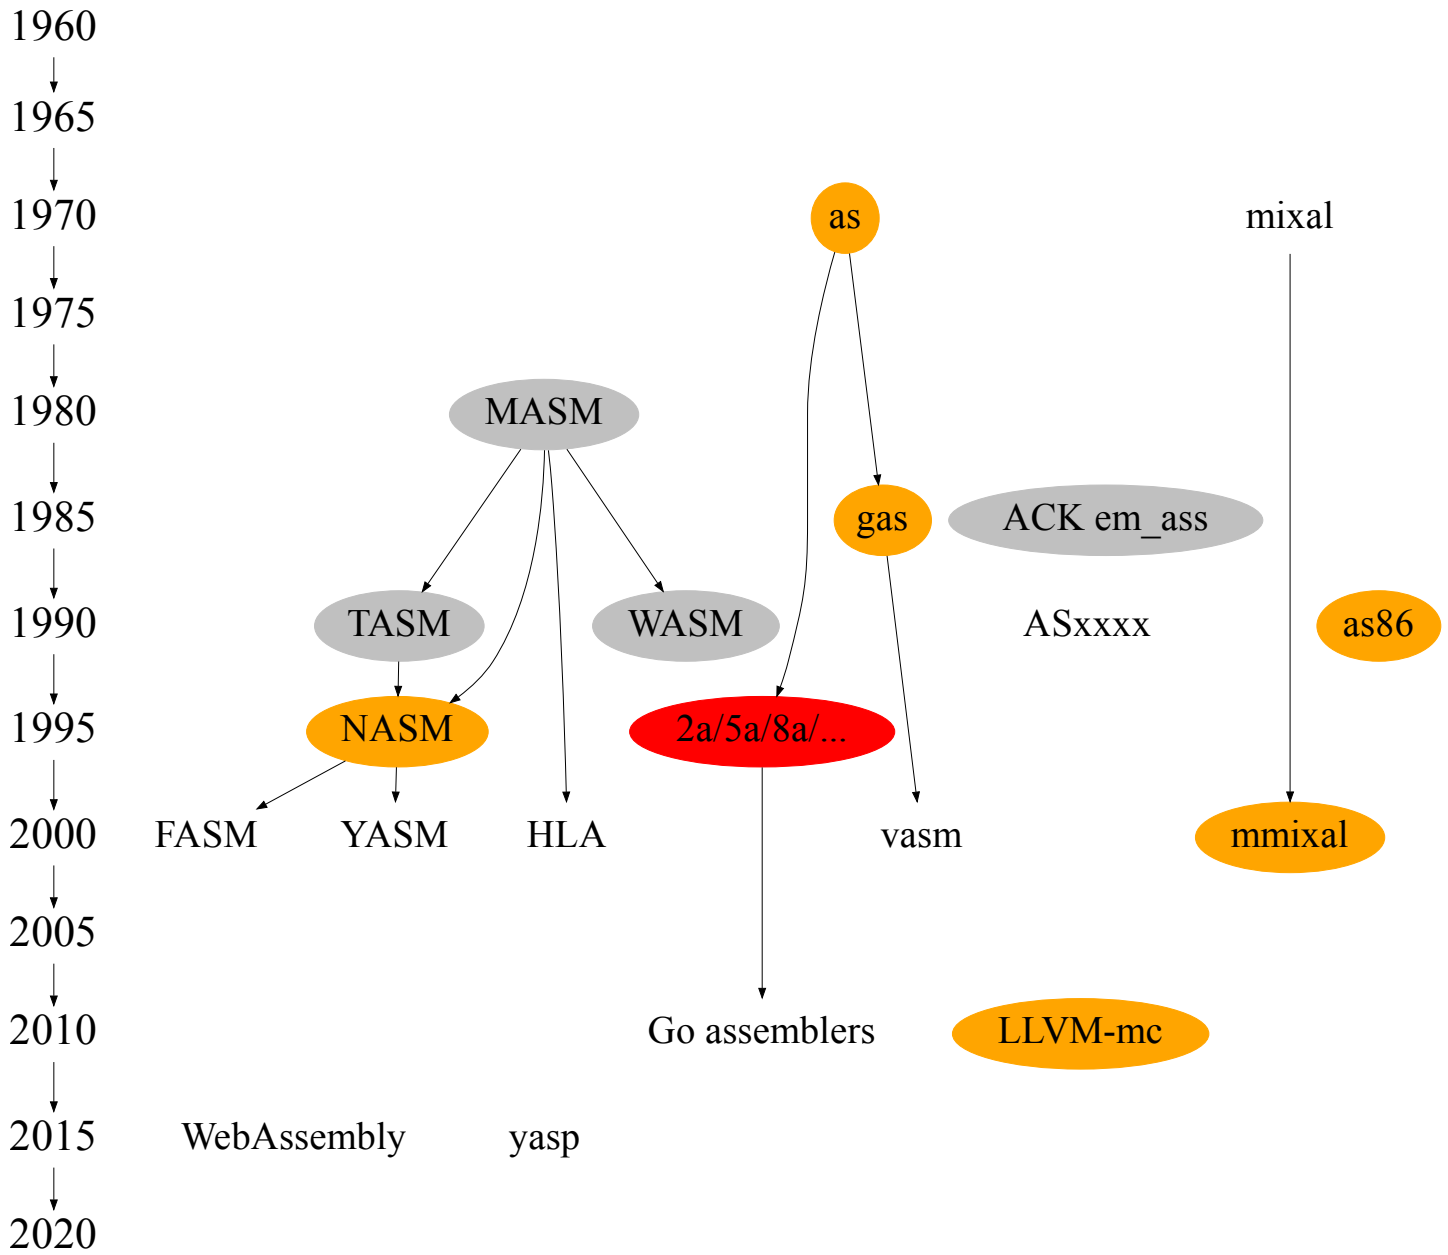 1960
1965
1970 as mixal
1975
1980 MASM
1985 gas ACK em_ass
1990 TASM WASM ASxxxx as86
1995 NASM 2a/5a/8a/...
2000 FASM YASM HLA vasm mmixal
2005
2010 Go assemblers LLVM-mc
2015 WebAssembly yasp
2020